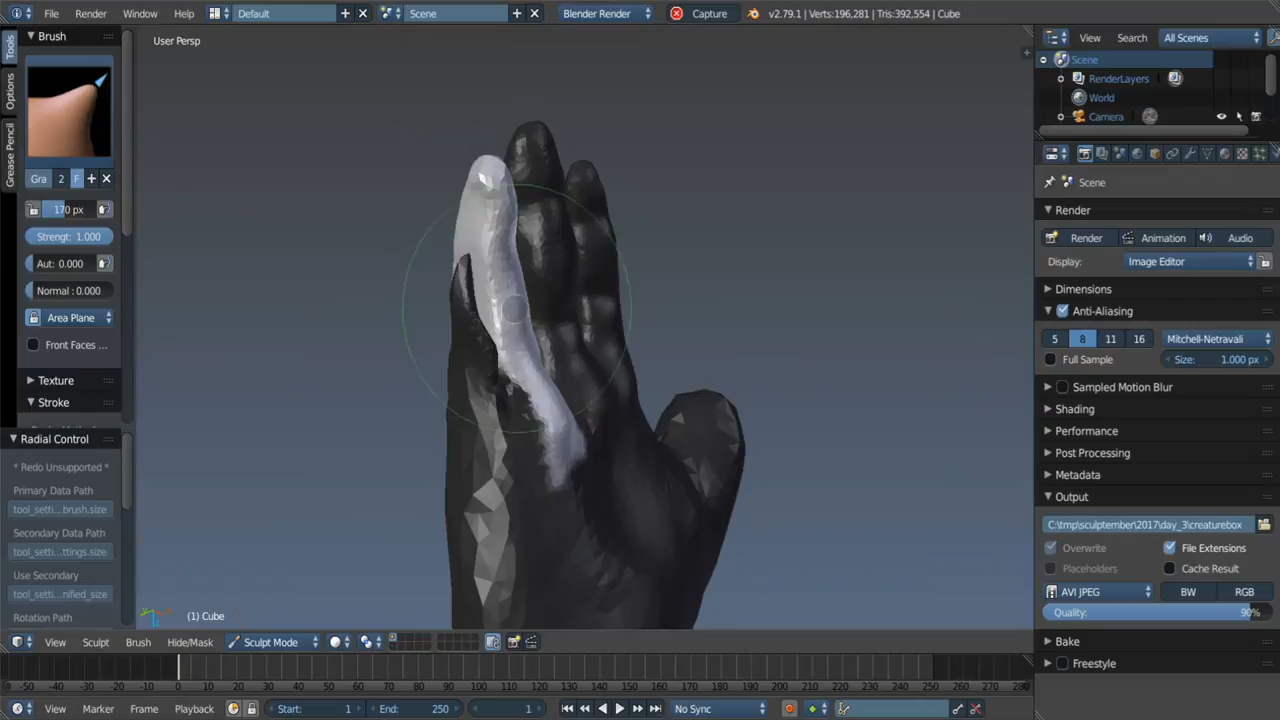 File Render Window Help Default Scene Blender Render Capture v2.79.1 | Verts:196,281 | Tris:392,554 | Cube
Brush
Tools
Options
Grease Pencil
Gra 2 F
170 px
Strengt: 1.000
Aut: 0.000
Normal : 0.000
Area Plane
Front Faces ...
Texture
Stroke
Radial Control
* Redo Unsupported *
Primary Data Path
tool_setti...brush.size
Secondary Data Path
tool_setti...ttings.size
Use Secondary
tool_setti...nified_size
Rotation Path
User Persp
(1) Cube
View Sculpt Brush Hide/Mask Sculpt Mode
-50 -40 -30 -20 -10 0 10 20 30 40 50 60 70 80 90 100 110 120 130 140 150 160 170 180 190 200 210 220 230 240 250 260 270 280
View Marker Frame Playback Start: 1 End: 250 1 No Sync
View Search All Scenes
Scene
RenderLayers
World
Camera
Scene
Render
Render Animation Audio
Display: Image Editor
Dimensions
Anti-Aliasing
5 8 11 16 Mitchell-Netravali
Full Sample Size: 1.000 px
Sampled Motion Blur
Shading
Performance
Post Processing
Metadata
Output
C:\tmp\sculptember\2017\day_3\creaturebox
Overwrite File Extensions
Placeholders Cache Result
AVI JPEG BW RGB
Quality: 90%
Bake
Freestyle